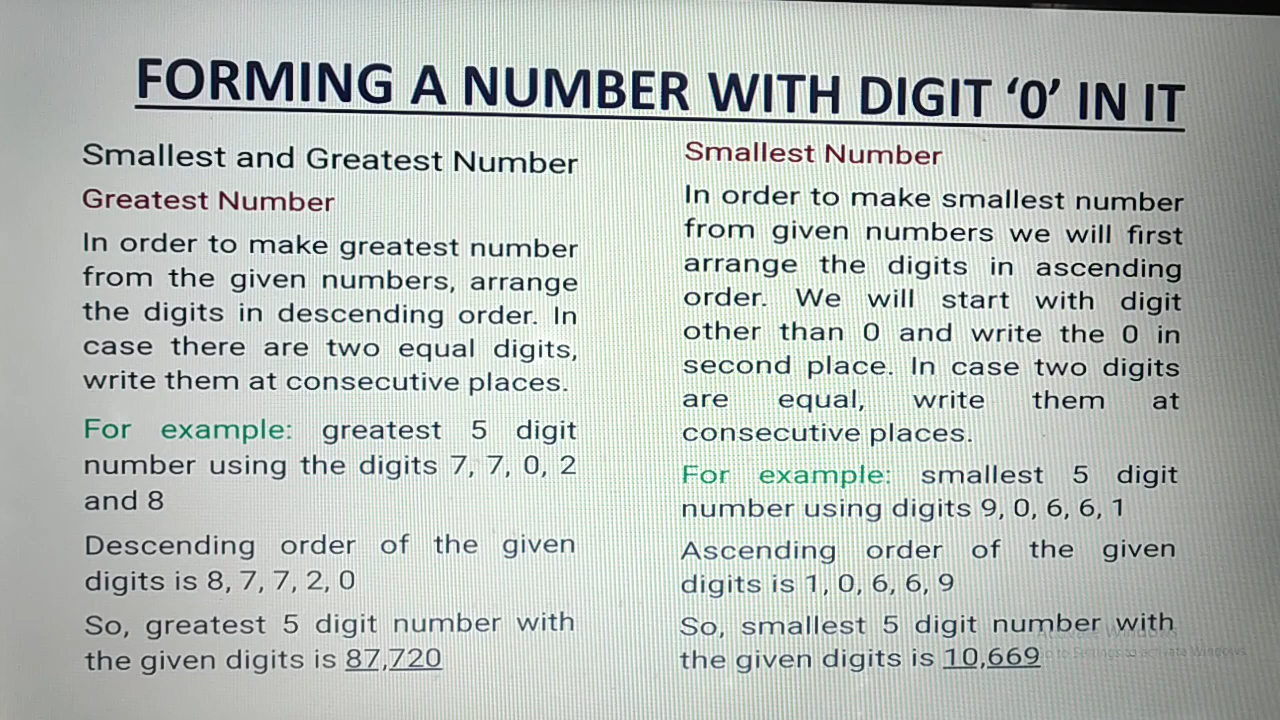 FORMING A NUMBER WITH DIGIT ‘0’ IN IT
Smallest and Greatest Number
Greatest Number
In order to make greatest number
from the given numbers, arrange
the digits in descending order. In
case there are two equal digits,
write them at consecutive places.
For example: greatest 5 digit
number using the digits 7, 7, 0, 2
and 8
Descending order of the given
digits is 8, 7, 7, 2, 0
So, greatest 5 digit number with
the given digits is 87,720
Smallest Number
In order to make smallest number
from given numbers we will first
arrange the digits in ascending
order. We will start with digit
other than 0 and write the 0 in
second place. In case two digits
are equal, write them at
consecutive places.
For example: smallest 5 digit
number using digits 9, 0, 6, 6, 1
Ascending order of the given
digits is 1, 0, 6, 6, 9
So, smallest 5 digit number with
the given digits is 10,669
Activate Windows
Go to Settings to activate Windows.